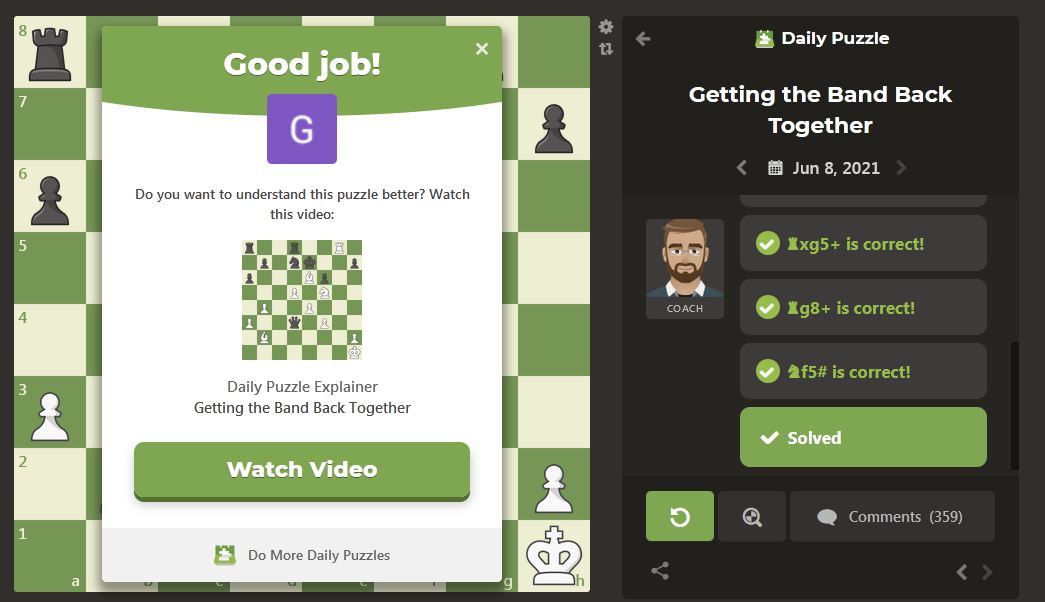 8
7
6
5
4
3
2
1
a
b
c
d
e
f
g
h
Good job!
×
G
Do you want to understand this puzzle better? Watch
this video:
Daily Puzzle Explainer
Getting the Band Back Together
Watch Video
Do More Daily Puzzles
Daily Puzzle
Getting the Band Back
Together
Jun 8, 2021
COACH
♜xg5+ is correct!
♜g8+ is correct!
♞f5# is correct!
Solved
Comments (359)